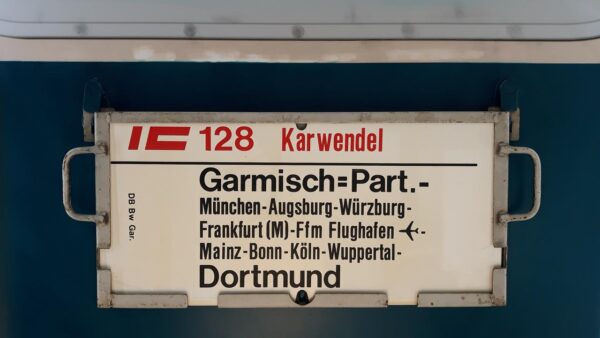 IC 128 Karwendel
Garmisch=Part.-
München-Augsburg-Würzburg-
Frankfurt(M)-Ffm Flughafen ✈-
Mainz-Bonn-Köln-Wuppertal-
Dortmund
DB Bw Gar.